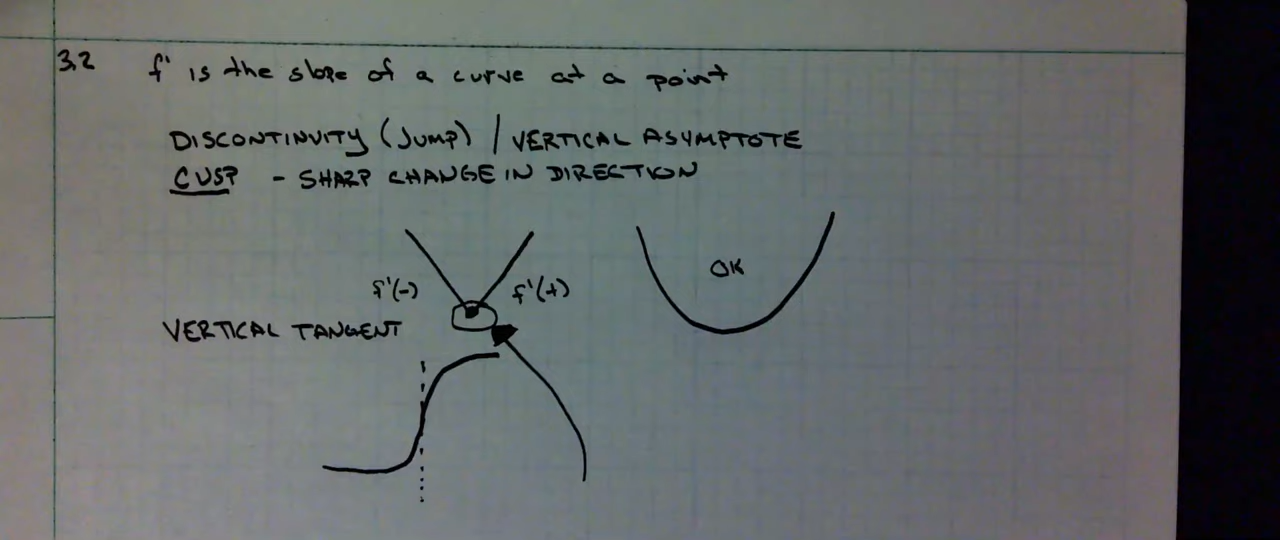 3.2 f' is the slope of a curve at a point
DISCONTINUITY (JUMP) / VERTICAL ASYMPTOTE
CUSP - SHARP CHANGE IN DIRECTION
OK
f'(-) f'(+)
VERTICAL TANGENT